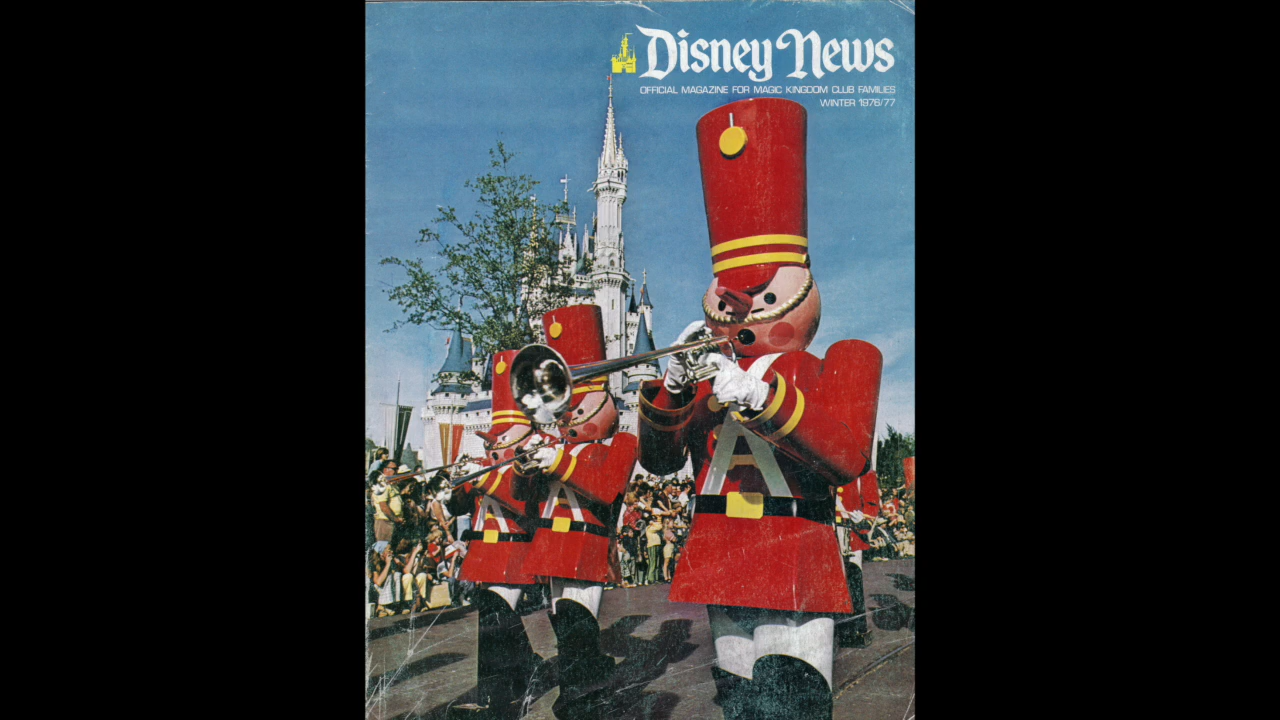 Disney News
OFFICIAL MAGAZINE FOR MAGIC KINGDOM CLUB FAMILIES
WINTER 1976/77